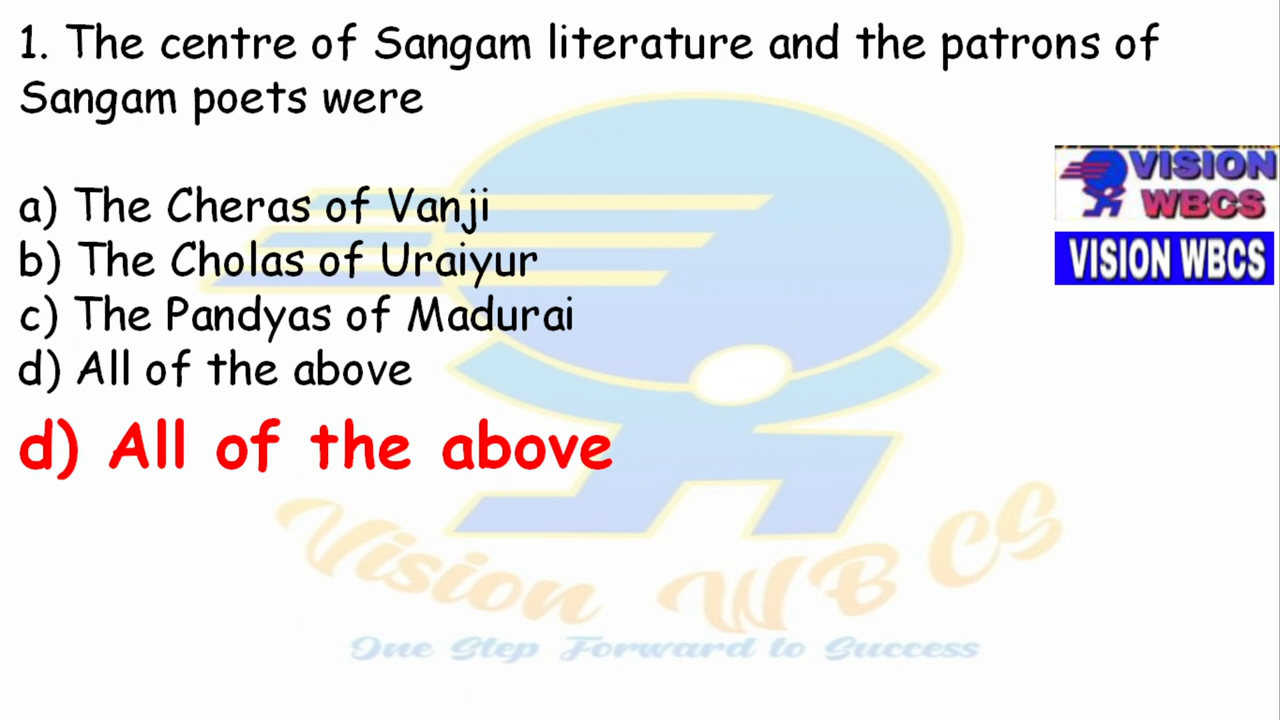 1. The centre of Sangam literature and the patrons of
Sangam poets were
a) The Cheras of Vanji
b) The Cholas of Uraiyur
c) The Pandyas of Madurai
d) All of the above
d) All of the above
VISION
WBCS
VISION WBCS
Vision WBCS
One Step Forward to Success